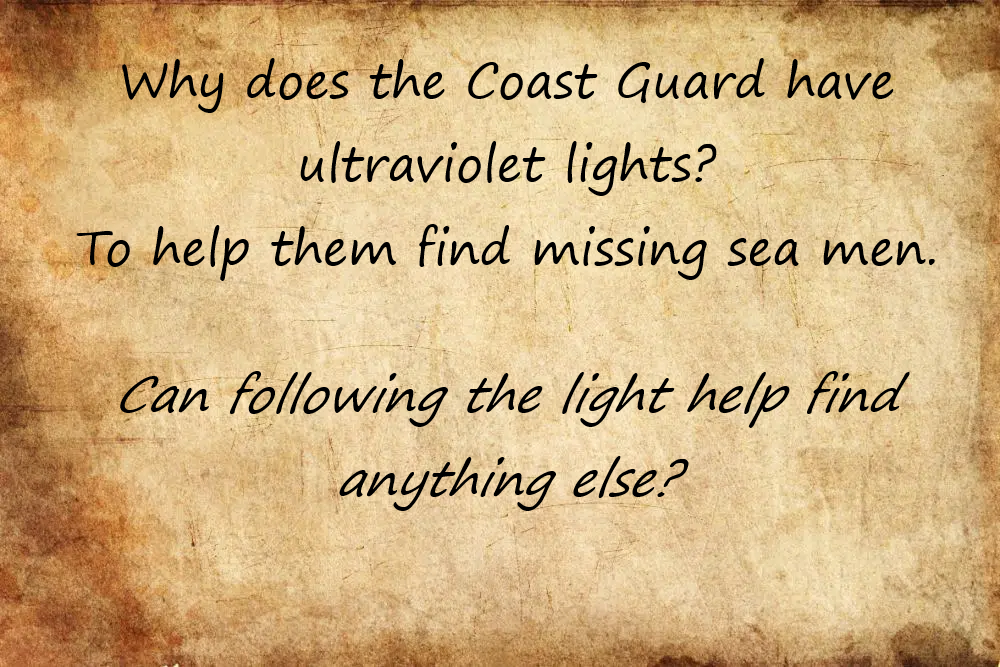 Why does the Coast Guard have
ultraviolet lights?
To help them find missing sea men.
Can following the light help find
anything else?